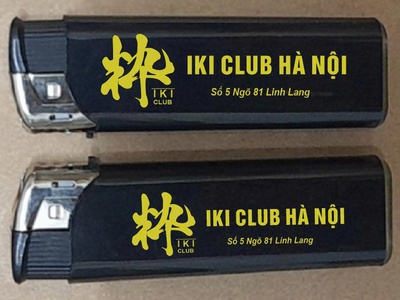 粋
IKI
CLUB
IKI CLUB HÀ NỘI
Số 5 Ngõ 81 Linh Lang
粋
IKI
CLUB
IKI CLUB HÀ NỘI
Số 5 Ngõ 81 Linh Lang